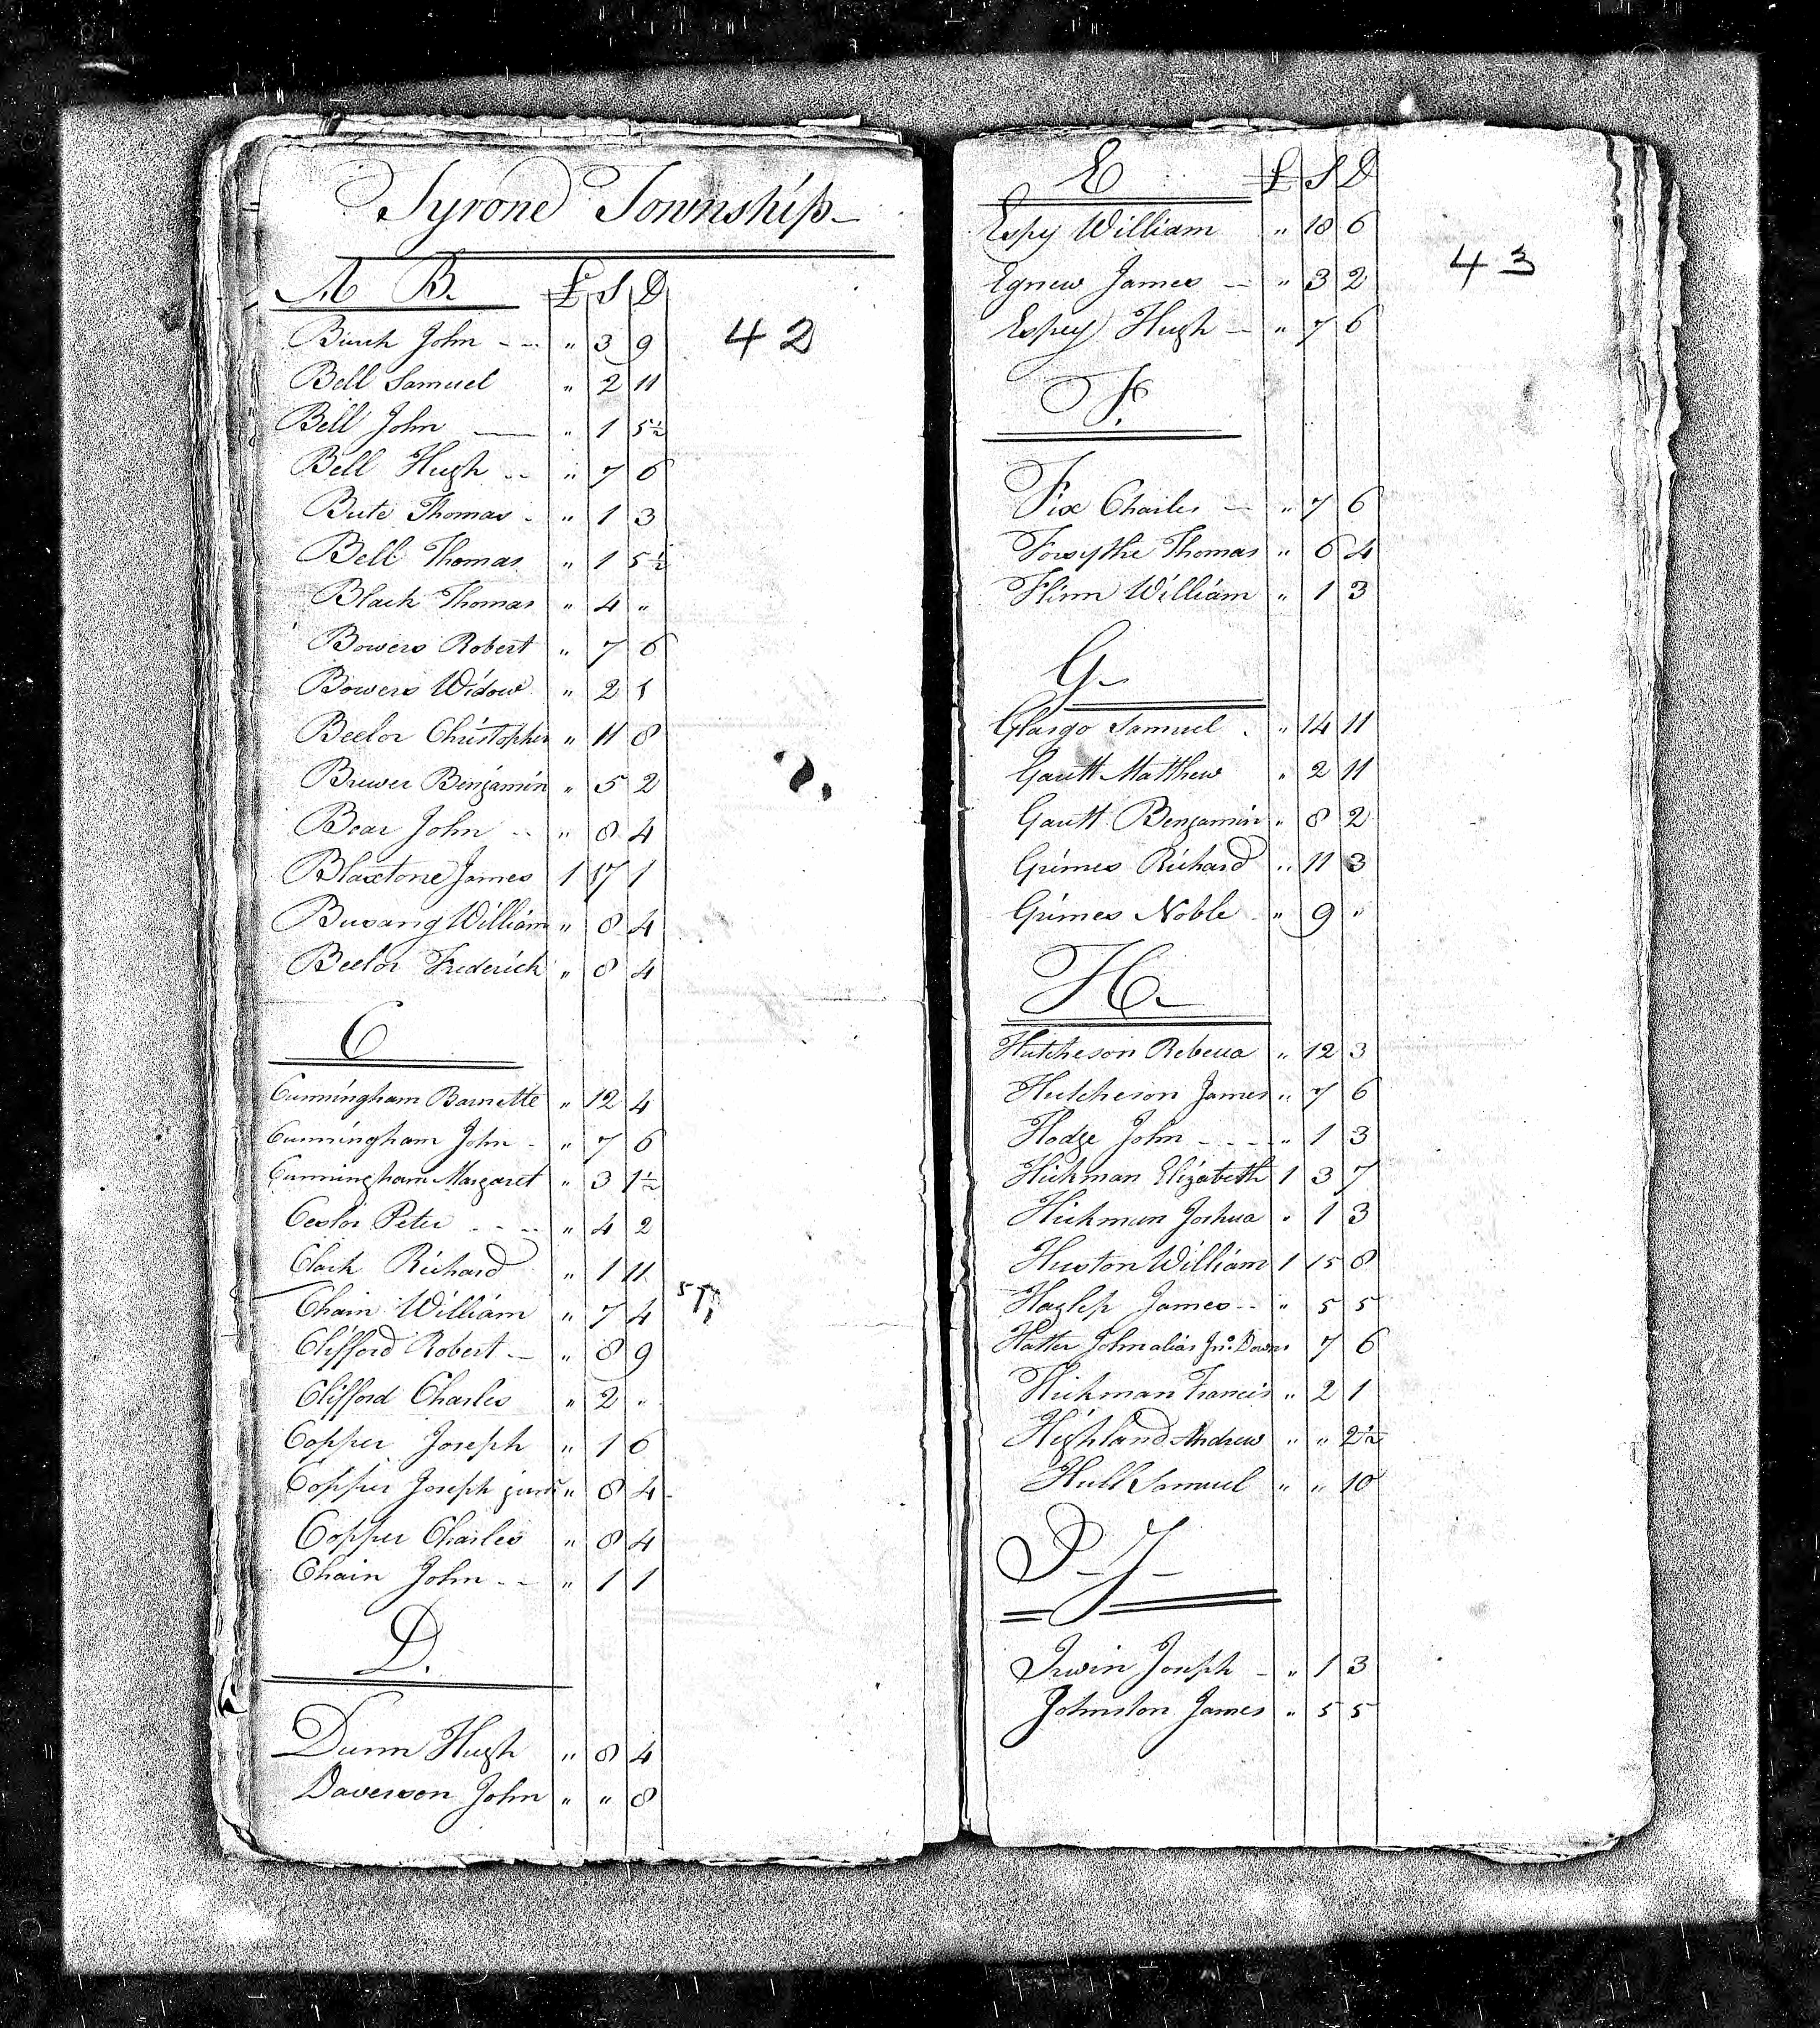 Tyrone Township
A B. £ S D
42
Burch John - - " 3 9
Bell Samuel " 2 11
Bell John — " 1 5½
Bell Hugh - - " 7 6
Bute Thomas - " 1 3
Bell Thomas " 1 5½
Black Thomas " 4 "
Bowers Robert " 7 6
Bowers Widow " 2 1
Beelor Christopher " 11 8
Brewer Benjamin " 5 2
Bear John - - " 8 4
Blaxtone James 1 17 1
Busang William " 8 4
Beelor Frederick " 8 4
C
Cunningham Barnette " 12 4
Cunningham John - " 7 6
Cunningham Margaret " 3 1½
Ceslor Peter - - - " 4 2
Clark Richard " 1 11
Chain William " 7 4
Clifford Robert — " 8 9
Clifford Charles " 2 "
Copper Joseph " 1 6
Copper Joseph junr " 8 4
Copper Charles " 8 4
Chain John - - " 1 1
D.
Dunn Hugh " 8 4
Daverson John " " 8
E £ S D
Espy William " 18 6
43
Egnew James — " 3 2
Espey Hugh — " 7 6
F.
Fix Charles — " 7 6
Forsythe Thomas " 6 4
Flinn William " 1 3
G-
Glasgo Samuel . " 14 11
Gautt Matthew " 2 11
Gautt Benjamin " 8 2
Grimes Richard " 11 3
Grimes Noble " 9 "
H-
Hutcheson Rebecca " 12 3
Hutcheson James " 7 6
Hodge John - - - " 1 3
Hickman Elizabeth 1 3 7
Hickman Joshua " 1 3
Huston William 1 15 8
Hazlep James - - " 5 5
Hatter John alias Jno. Downs 7 6
Hickman Francis " 2 1
Highland Andrew " " 2½
Hull Samuel " " 10
I-J-
Irwin Joseph - " 1 3
Johnston James " 5 5